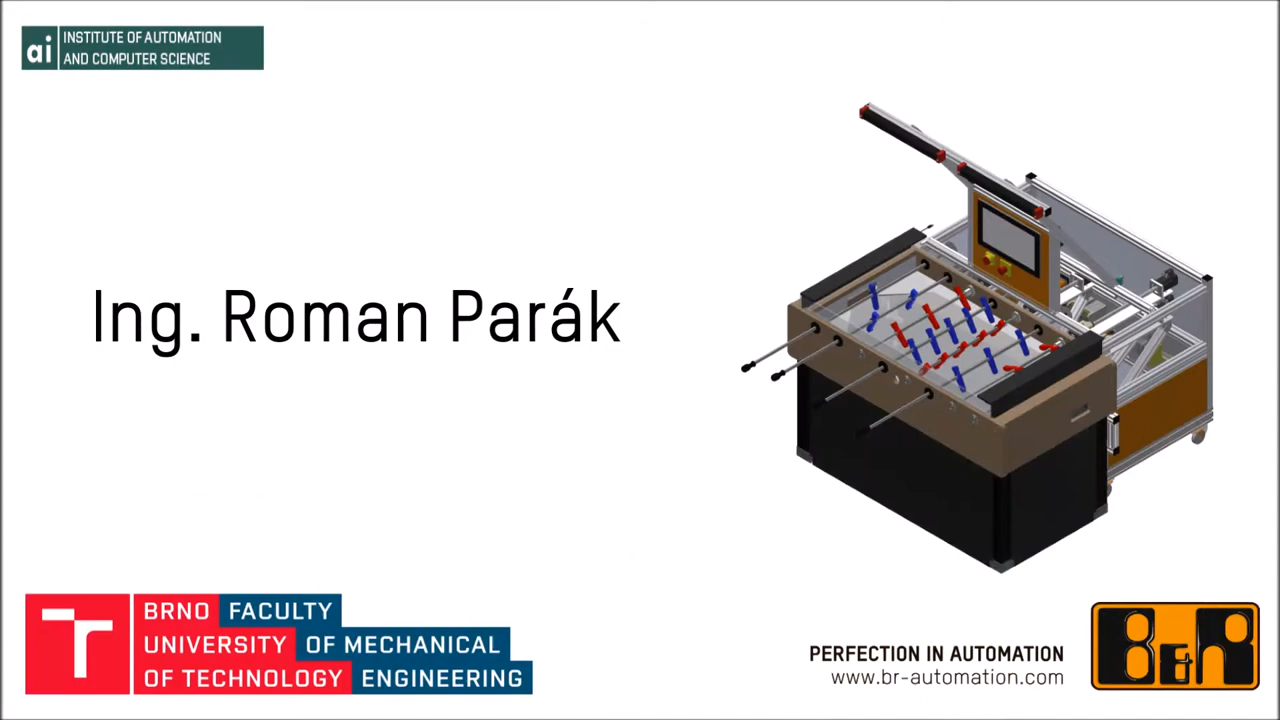 ai
INSTITUTE OF AUTOMATION
AND COMPUTER SCIENCE
Ing. Roman Parák
T
BRNO FACULTY
UNIVERSITY OF MECHANICAL
OF TECHNOLOGY ENGINEERING
PERFECTION IN AUTOMATION
www.br-automation.com
B&R